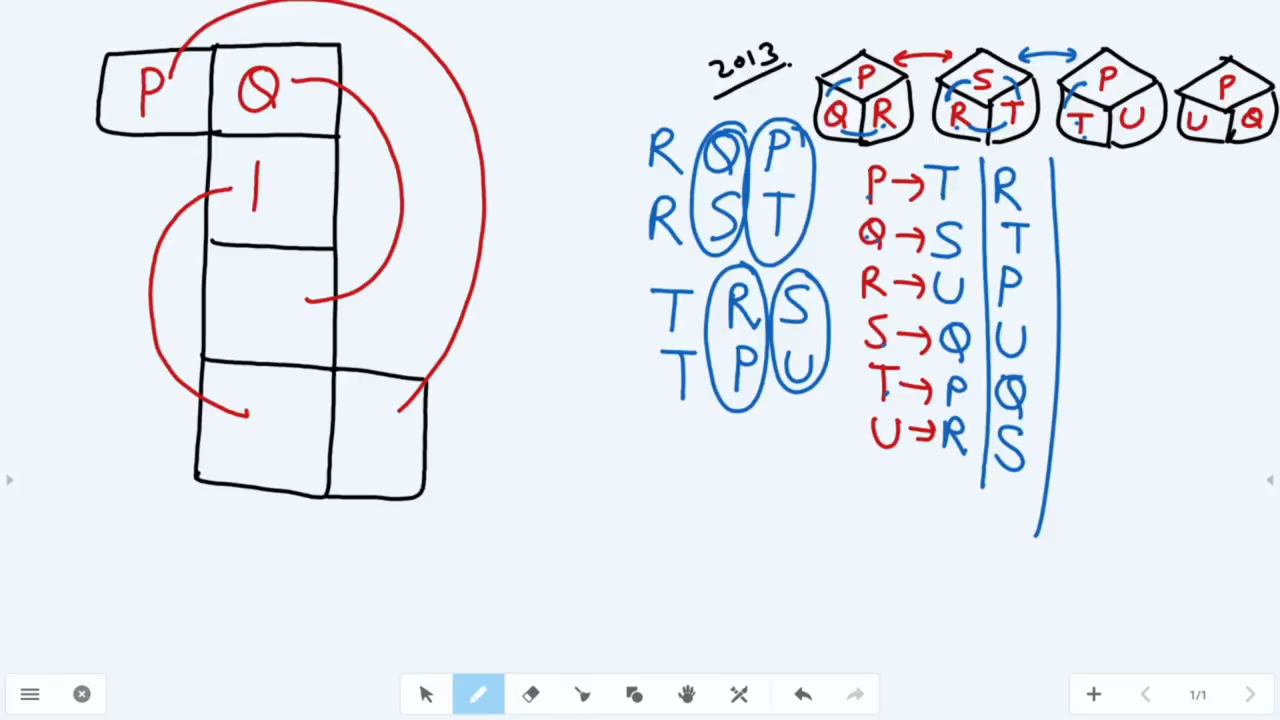 P Q
1
2013.
P
Q R
S
R T
P
T U
P
U Q
R Q P
R S T
T R S
T P U
P → T R
Q → S T
R → U P
S → Q U
T → P Q
U → R S
1/1